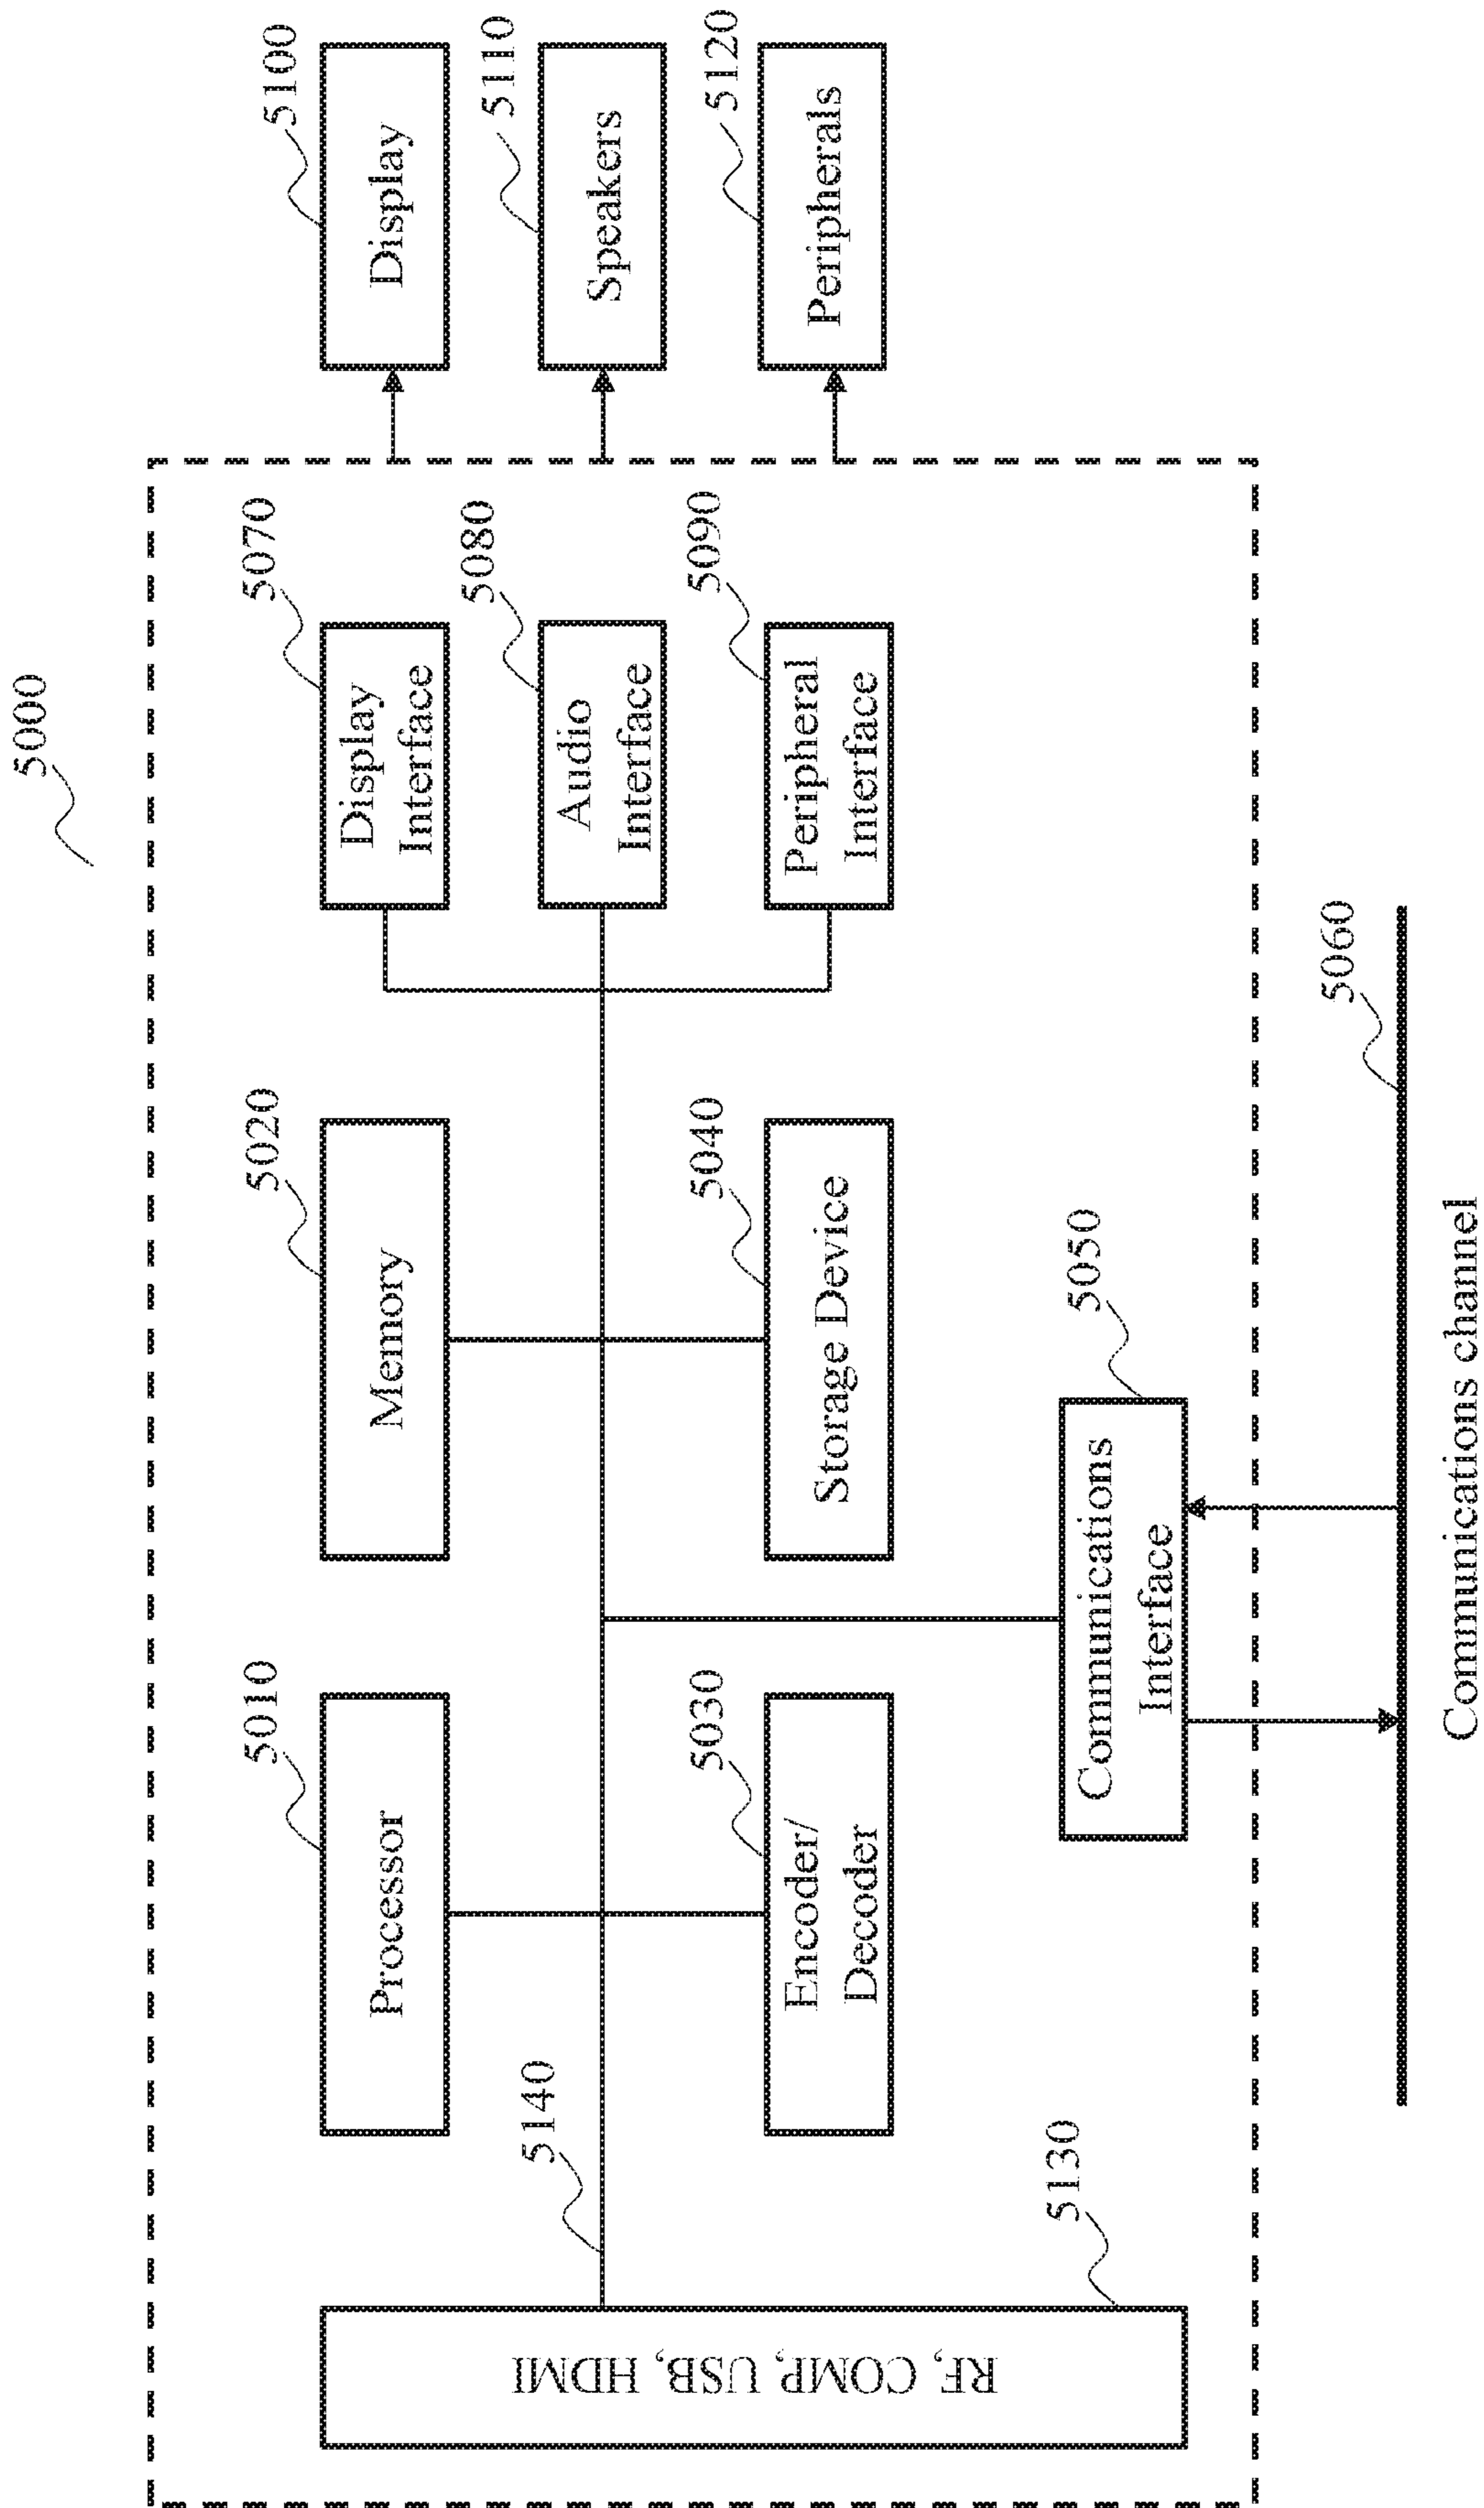 5000
5010
Processor
5020
Memory
5070
Display
Interface
5100
Display
5140
5080
Audio
Interface
5110
Speakers
RF, COMP, USB, HDMI
5130
5030
Encoder/
Decoder
5040
Storage Device
5090
Peripheral
Interface
5120
Peripherals
5050
Communications
Interface
5060
Communications channel